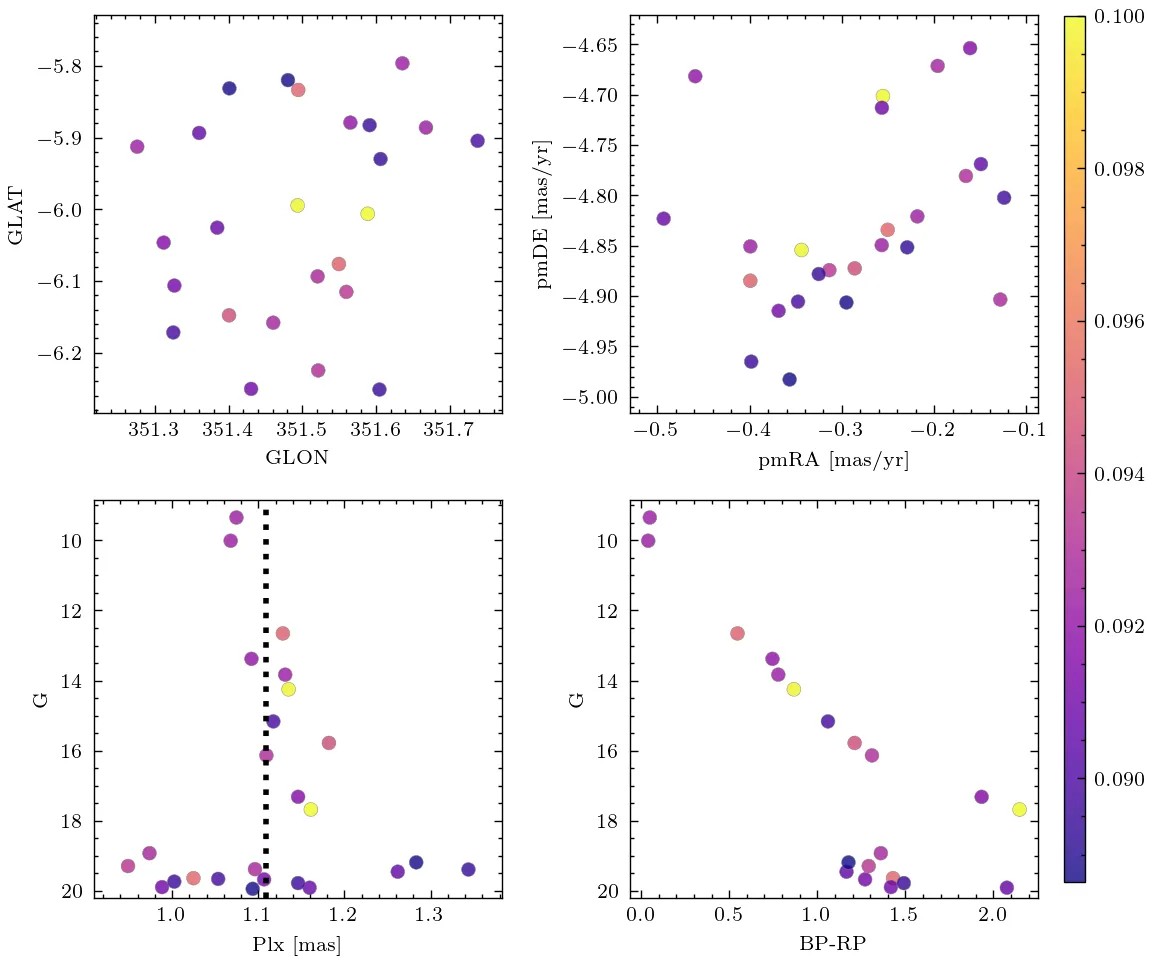 −5.8
−5.9
−6.0
−6.1
−6.2
GLAT
351.3 351.4 351.5 351.6 351.7
GLON
−4.65
−4.70
−4.75
−4.80
−4.85
−4.90
−4.95
−5.00
pmDE [mas/yr]
−0.5 −0.4 −0.3 −0.2 −0.1
pmRA [mas/yr]
10
12
14
16
18
20
G
1.0 1.1 1.2 1.3
Plx [mas]
10
12
14
16
18
20
G
0.0 0.5 1.0 1.5 2.0
BP-RP
0.100
0.098
0.096
0.094
0.092
0.090